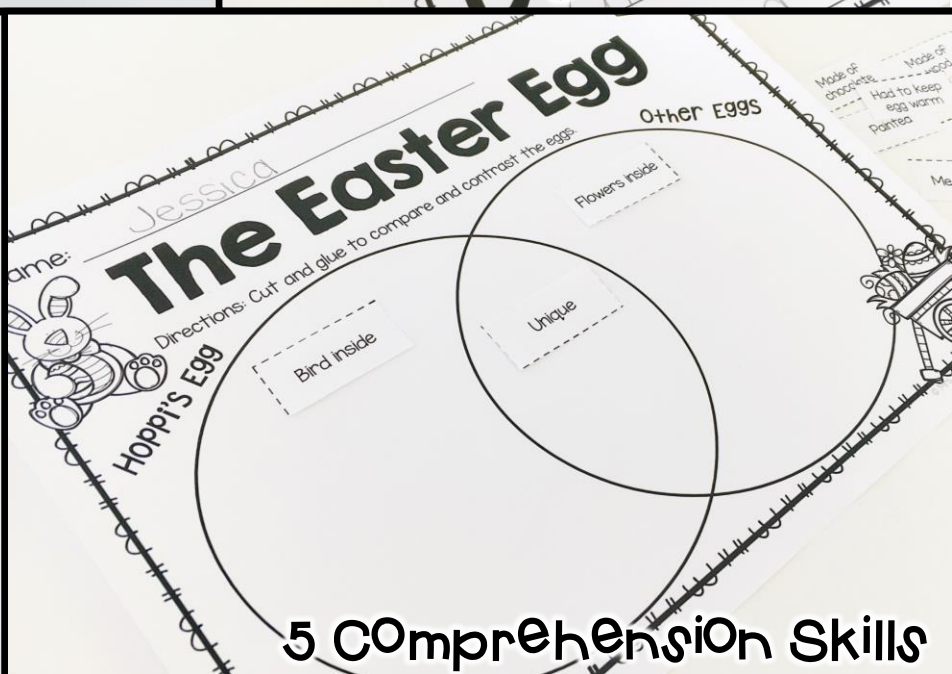 Name: Jessica
The Easter Egg
Directions: Cut and glue to compare and contrast the eggs.
Hoppi's Egg
Other Eggs
Bird inside
Unique
Flowers inside
Made of
chocolate
Made of
Had to keep
egg warm
Painted
5 Comprehension Skills